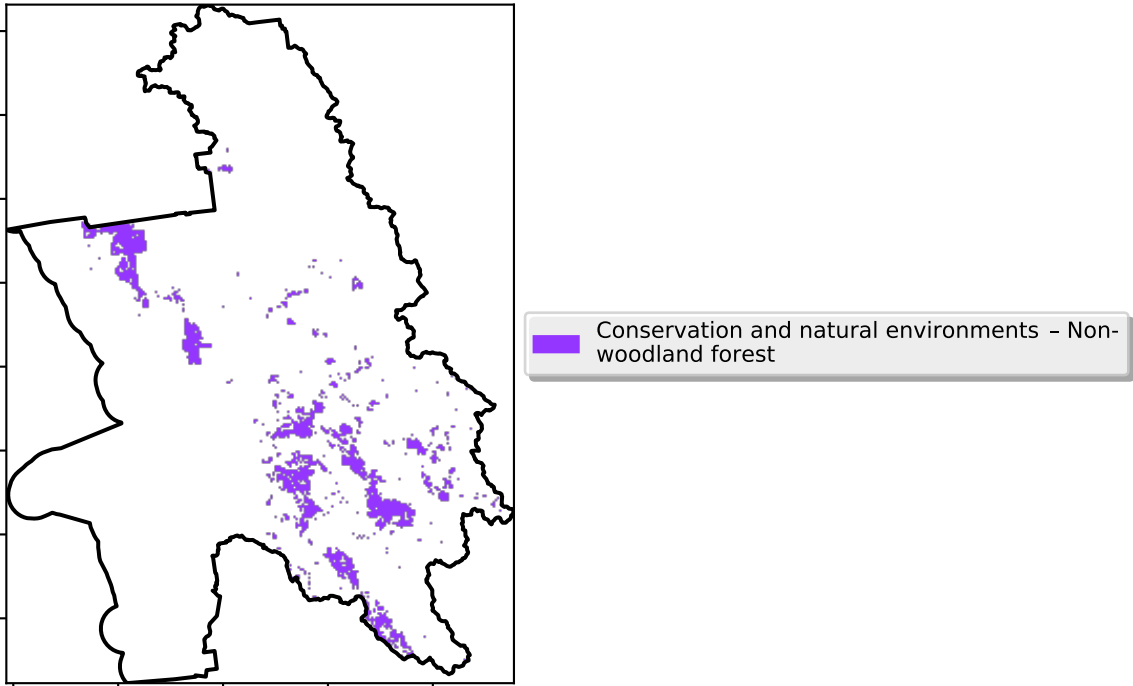 Conservation and natural environments – Non-
woodland forest